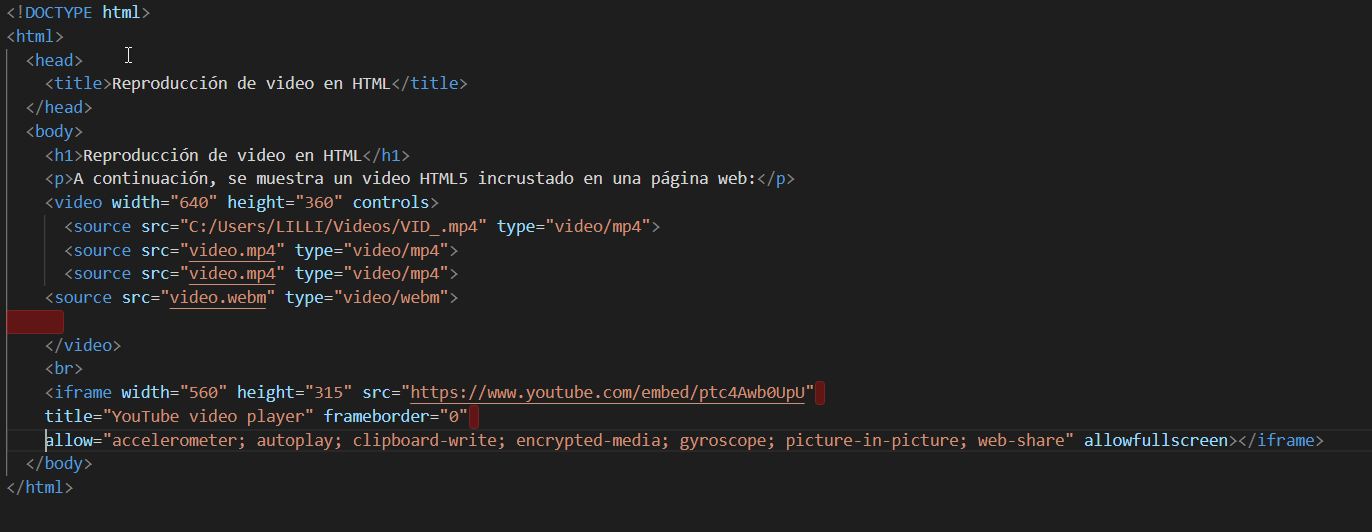 <!DOCTYPE html>
<html>
<head>
<title>Reproducción de video en HTML</title>
</head>
<body>
<h1>Reproducción de video en HTML</h1>
<p>A continuación, se muestra un video HTML5 incrustado en una página web:</p>
<video width="640" height="360" controls>
<source src="C:/Users/LILLI/Videos/VID_.mp4" type="video/mp4">
<source src="video.mp4" type="video/mp4">
<source src="video.mp4" type="video/mp4">
<source src="video.webm" type="video/webm">
</video>
<br>
<iframe width="560" height="315" src="https://www.youtube.com/embed/ptc4Awb0UpU"
title="YouTube video player" frameborder="0"
allow="accelerometer; autoplay; clipboard-write; encrypted-media; gyroscope; picture-in-picture; web-share" allowfullscreen></iframe>
</body>
</html>